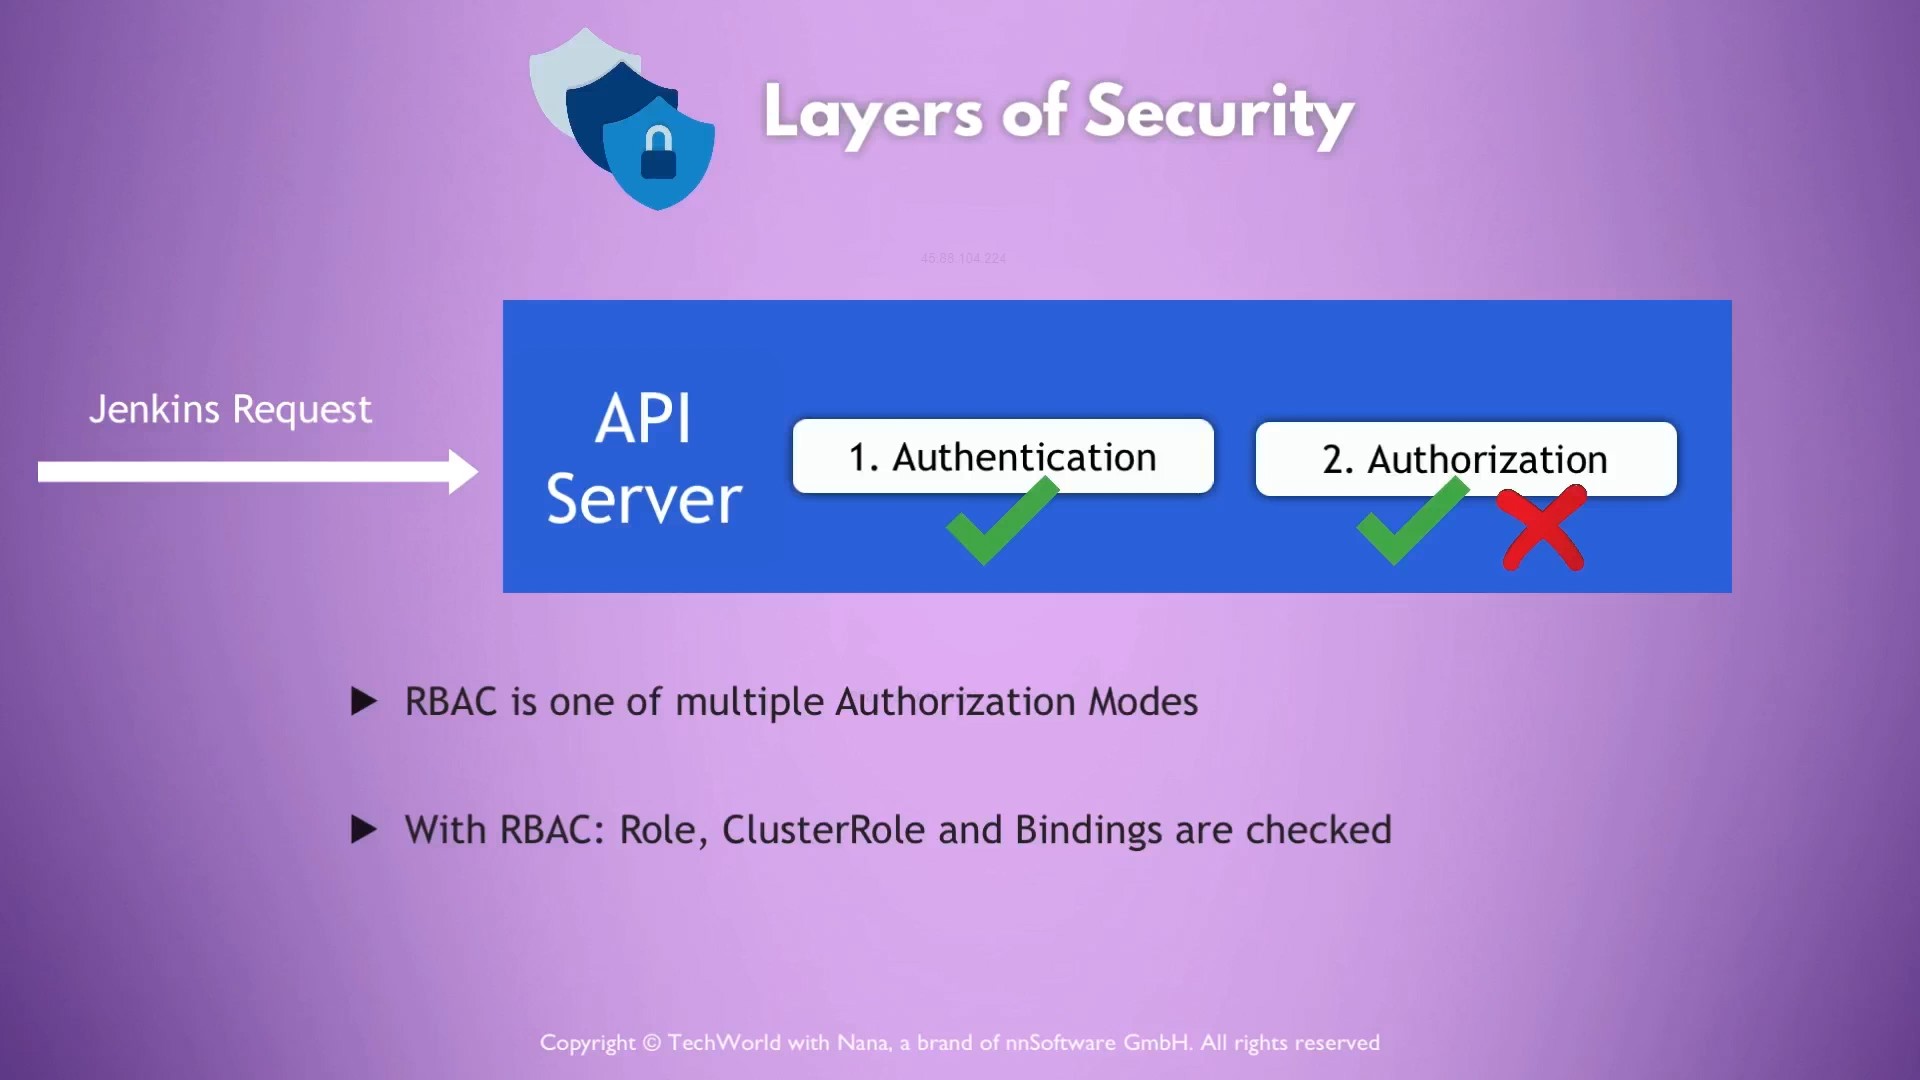 Layers of Security
45.88.104.224
Jenkins Request
API
Server
1. Authentication
2. Authorization
RBAC is one of multiple Authorization Modes
With RBAC: Role, ClusterRole and Bindings are checked
Copyright © TechWorld with Nana, a brand of nnSoftware GmbH. All rights reserved